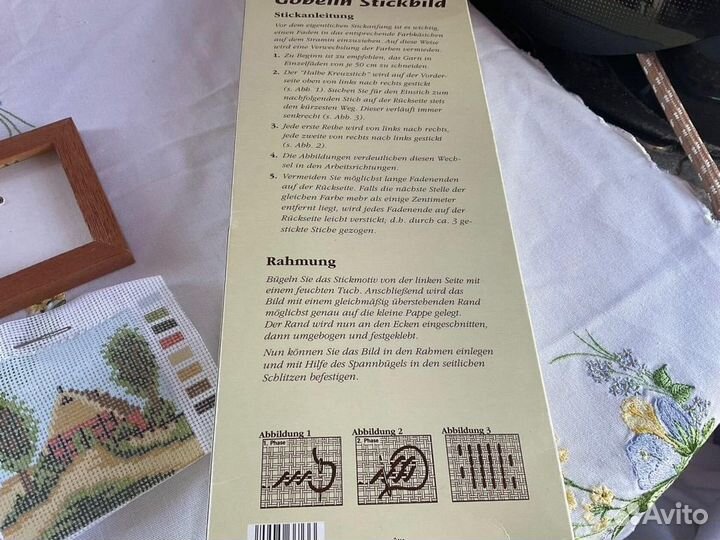 Gobelin Stickbild
Stickanleitung
Vor dem eigentlichen Stickanfang ist es wichtig,
einen Faden in das entsprechende Farbkästchen
auf dem Stramin einzuziehen. Auf diese Weise
wird eine Verwechslung der Farben vermieden.
1. Zu Beginn ist zu empfehlen, das Garn in
Einzelfäden von je 50 cm zu schneiden.
2. Der "Halbe Kreuzstich" wird auf der Vorder-
seite oben von links nach rechts gestickt
(s. Abb. 1). Suchen Sie für den Einstich zum
nachfolgenden Stich auf der Rückseite stets
den kürzesten Weg. Dieser verläuft immer
senkrecht (s. Abb. 3).
3. Jede erste Reihe wird von links nach rechts,
jede zweite von rechts nach links gestickt
(s. Abb. 2).
4. Die Abbildungen verdeutlichen diesen Wech-
sel in den Arbeitsrichtungen.
5. Vermeiden Sie möglichst lange Fadenenden
auf der Rückseite. Falls die nächste Stelle der
gleichen Farbe mehr als einige Zentimeter
entfernt liegt, wird jedes Fadenende auf der
Rückseite leicht verstickt; d.h. durch ca. 3 ge-
stickte Stiche gezogen.
Rahmung
Bügeln Sie das Stickmotiv von der linken Seite mit
einem feuchten Tuch. Anschließend wird das
Bild mit einem gleichmäßig überstehenden Rand
möglichst genau auf die kleine Pappe gelegt.
Der Rand wird nun an den Ecken eingeschnitten,
dann umgebogen und festgeklebt.
Nun können Sie das Bild in den Rahmen einlegen
und mit Hilfe des Spannbügels in den seitlichen
Schlitzen befestigen.
Abbildung 1 Abbildung 2 Abbildung 3
1. Phase 2. Phase
Avito